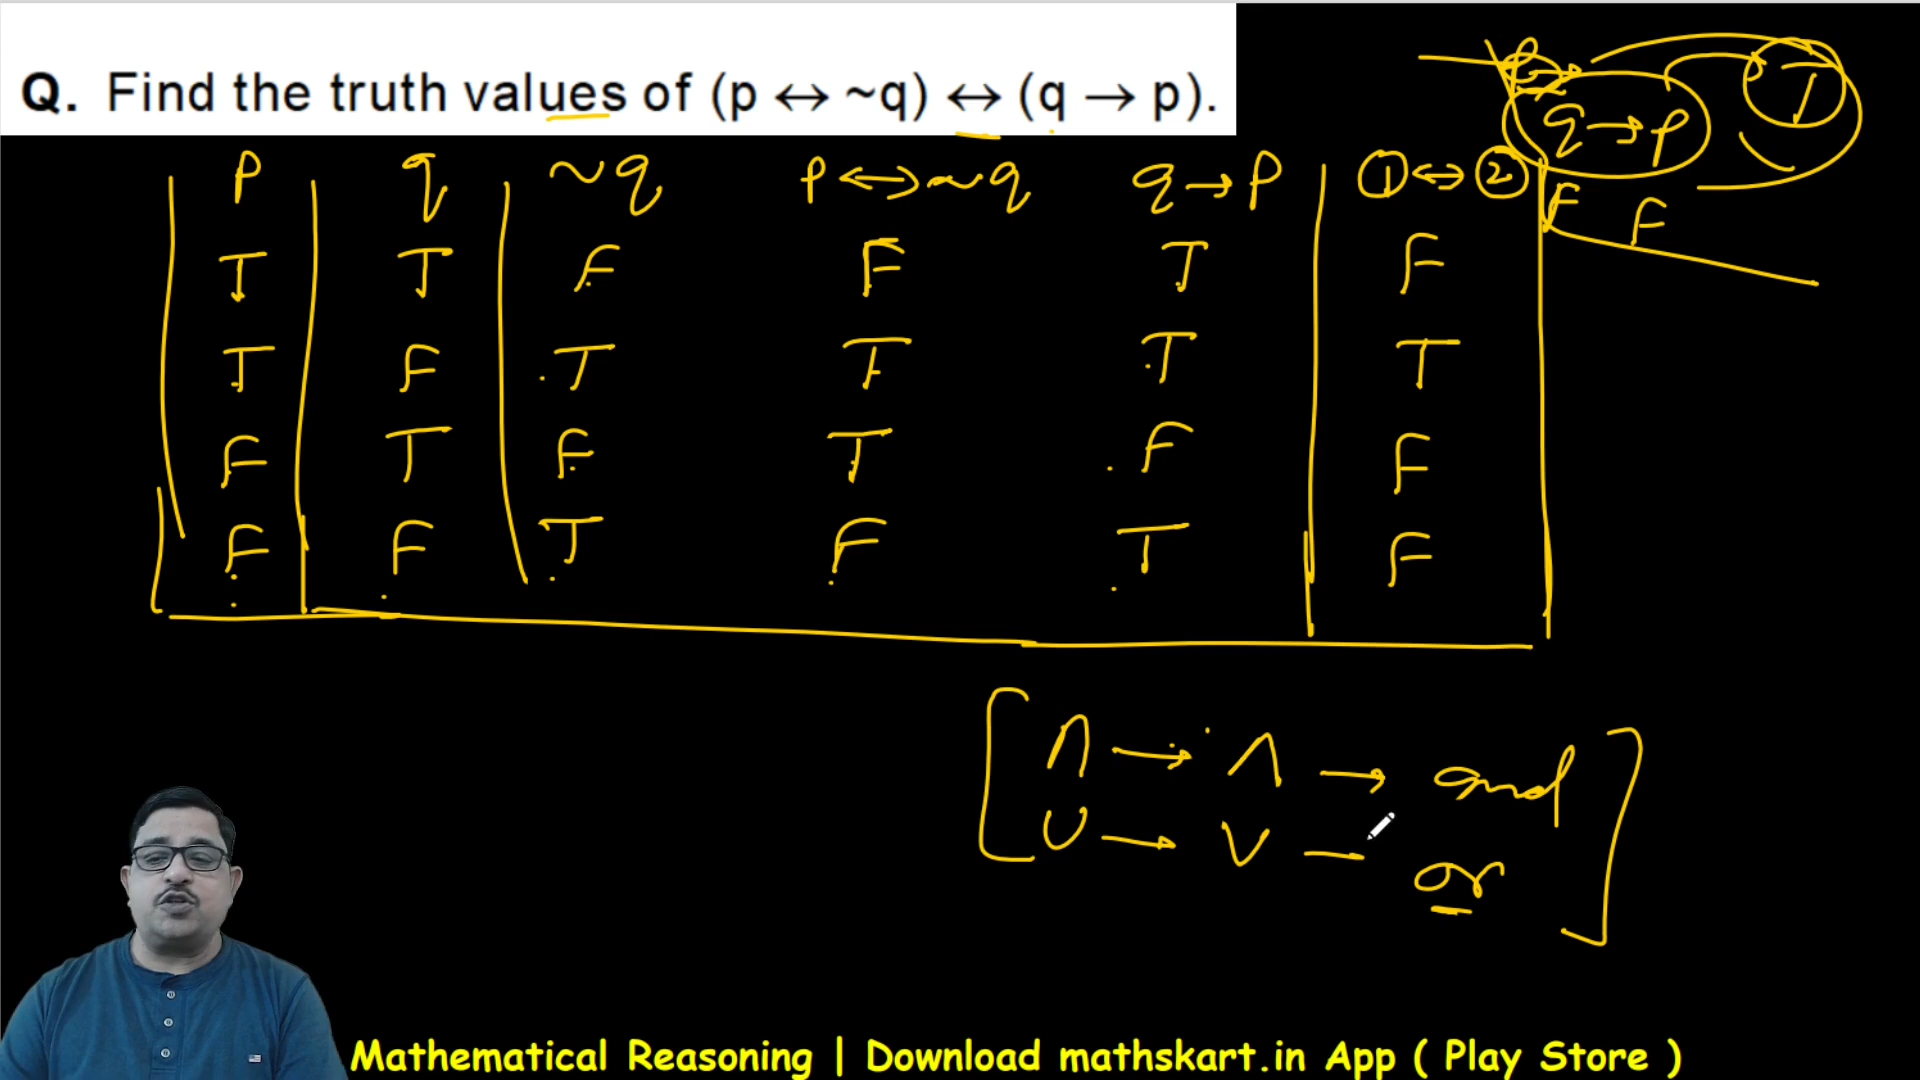 Q. Find the truth values of (p ↔ ~q) ↔ (q → p).
p q ~q p ↔ ~q q → p ① ↔ ②
T T F F T F
T F T T T T
F T F T F F
F F T F T F
q → p T
F F
∩ → ∧ → and
∪ → ∨ — or
Mathematical Reasoning | Download mathskart.in App ( Play Store )